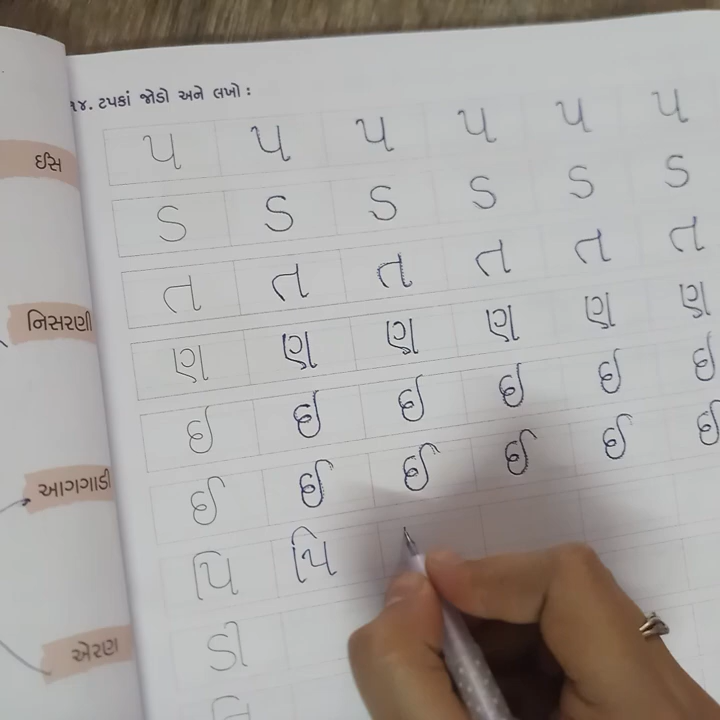 ૧૪. ટપકાં જોડો અને લખો :
પ પ પ પ પ પ
ડ ડ ડ ડ ડ ડ
ત ત ત ત ત ત
ણ ણ ણ ણ ણ ણ
ઇ ઇ ઇ ઇ ઇ ઇ
ઈ ઈ ઈ ઈ ઈ ઈ
પિ પિ
ડી
ઈસ
નિસરણી
આગગાડી
એરણ